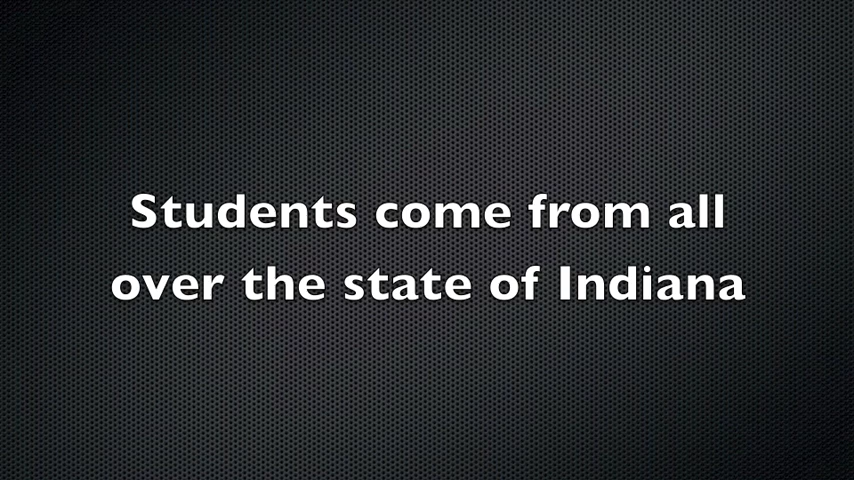 Students come from all
over the state of Indiana